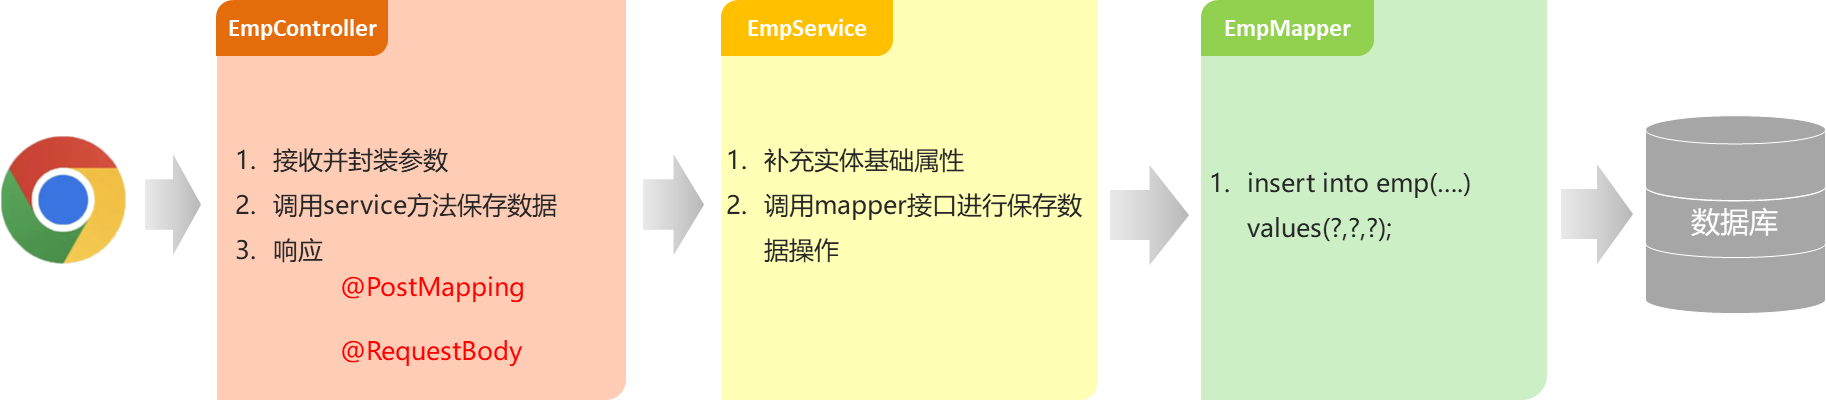 EmpController
1. 接收并封装参数
2. 调用service方法保存数据
3. 响应
@PostMapping
@RequestBody
EmpService
1. 补充实体基础属性
2. 调用mapper接口进行保存数
据操作
EmpMapper
1. insert into emp(....)
values(?,?,?);
数据库